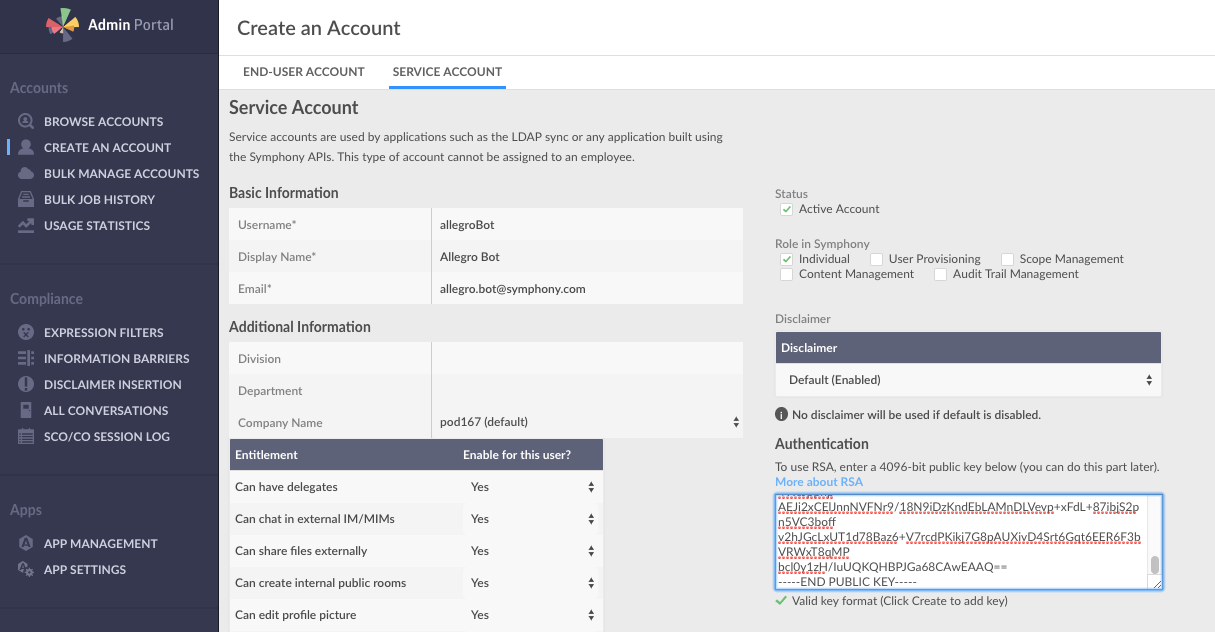 Admin Portal
Accounts
BROWSE ACCOUNTS
CREATE AN ACCOUNT
BULK MANAGE ACCOUNTS
BULK JOB HISTORY
USAGE STATISTICS
Compliance
EXPRESSION FILTERS
INFORMATION BARRIERS
DISCLAIMER INSERTION
ALL CONVERSATIONS
SCO/CO SESSION LOG
Apps
APP MANAGEMENT
APP SETTINGS
Create an Account
END-USER ACCOUNT SERVICE ACCOUNT
Service Account
Service accounts are used by applications such as the LDAP sync or any application built using
the Symphony APIs. This type of account cannot be assigned to an employee.
Basic Information
Username* allegroBot
Display Name* Allegro Bot
Email* allegro.bot@symphony.com
Additional Information
Division
Department
Company Name pod167 (default)
Entitlement Enable for this user?
Can have delegates Yes
Can chat in external IM/MIMs Yes
Can share files externally Yes
Can create internal public rooms Yes
Can edit profile picture Yes
Status
Active Account
Role in Symphony
Individual User Provisioning Scope Management
Content Management Audit Trail Management
Disclaimer
Disclaimer
Default (Enabled)
No disclaimer will be used if default is disabled.
Authentication
To use RSA, enter a 4096-bit public key below (you can do this part later).
More about RSA
AEJi2xCEIJnnNVFNr9/18N9iDzKndEbLAMnDLVevp+xFdL+87ibjS2p
n5VC3boff
v2hJGcLxUT1d78Baz6+V7rcdPKikj7G8pAUXivD4Srt6Gqt6EER6F3b
VRWxT8qMP
bcl0y1zH/IuUQKQHBPJGa68CAwEAAQ==
-----END PUBLIC KEY-----
Valid key format (Click Create to add key)